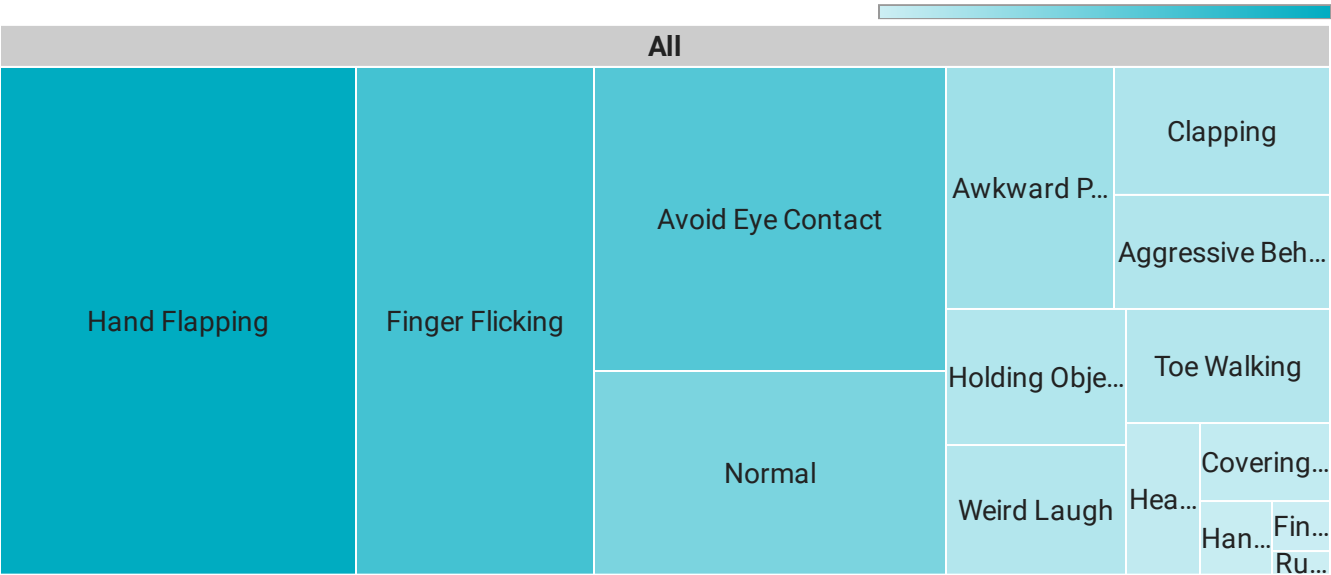 All
Hand Flapping
Finger Flicking
Avoid Eye Contact
Normal
Awkward P...
Clapping
Aggressive Beh...
Holding Obje...
Toe Walking
Weird Laugh
Hea...
Covering...
Han...
Fin...
Ru...